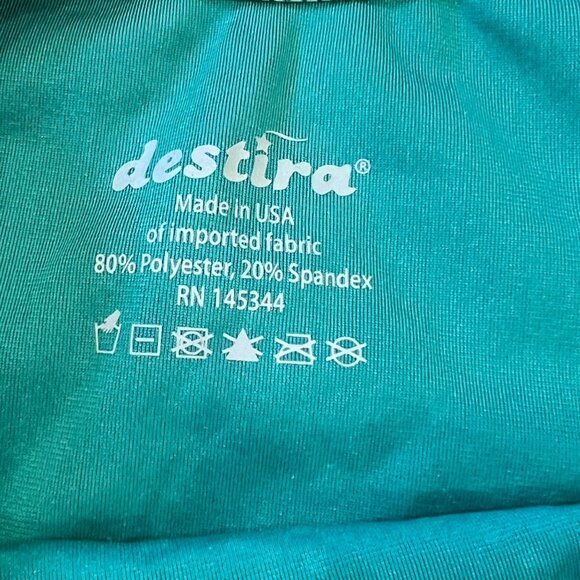 destira®
Made in USA
of imported fabric
80% Polyester, 20% Spandex
RN 145344